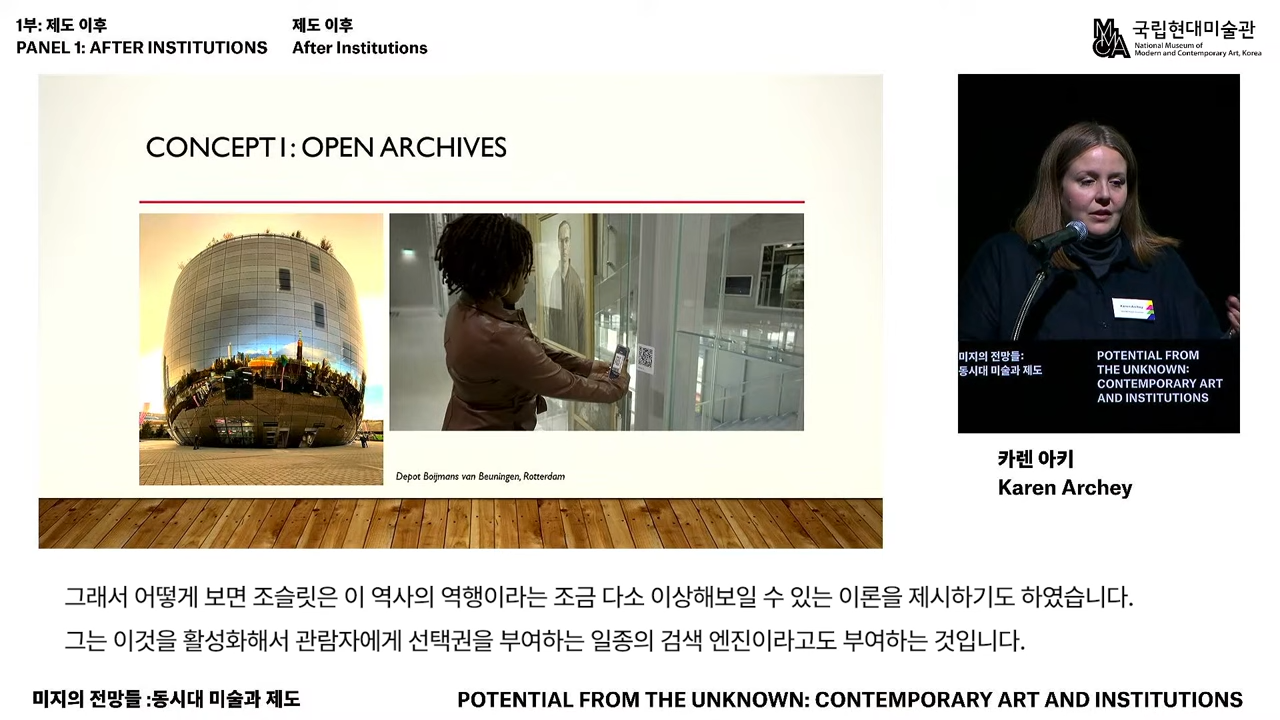 1부: 제도 이후
PANEL 1: AFTER INSTITUTIONS
제도 이후
After Institutions
MMCA
국립현대미술관
National Museum of
Modern and Contemporary Art, Korea
CONCEPT1: OPEN ARCHIVES
Depot Boijmans van Beuningen, Rotterdam
Karen Archey
미지의 전망들:
동시대 미술과 제도
POTENTIAL FROM
THE UNKNOWN:
CONTEMPORARY ART
AND INSTITUTIONS
카렌 아키
Karen Archey
그래서 어떻게 보면 조슬릿은 이 역사의 역행이라는 조금 다소 이상해보일 수 있는 이론을 제시하기도 하였습니다.
그는 이것을 활성화해서 관람자에게 선택권을 부여하는 일종의 검색 엔진이라고도 부여하는 것입니다.
미지의 전망들 :동시대 미술과 제도
POTENTIAL FROM THE UNKNOWN: CONTEMPORARY ART AND INSTITUTIONS